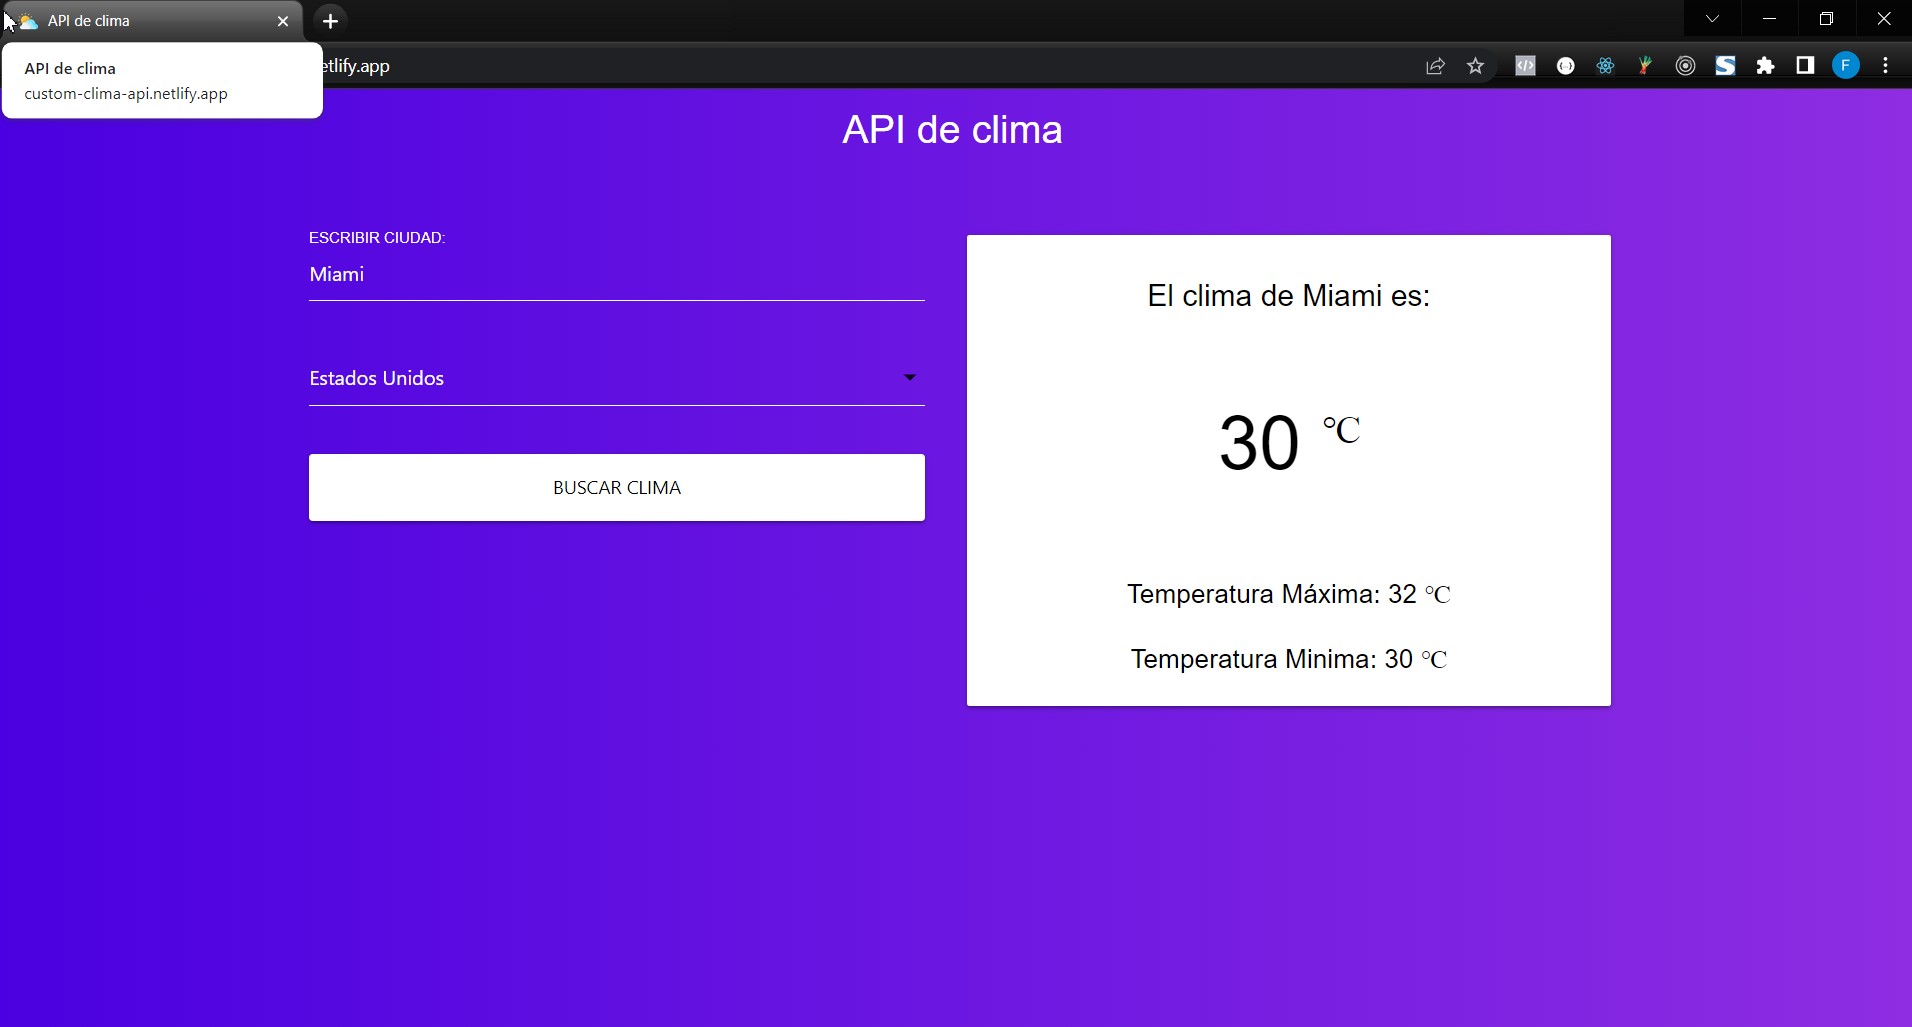 API de clima
API de clima
custom-clima-api.netlify.app
etlify.app
F
API de clima
ESCRIBIR CIUDAD:
Miami
Estados Unidos
BUSCAR CLIMA
El clima de Miami es:
30 ℃
Temperatura Máxima: 32 ℃
Temperatura Minima: 30 ℃